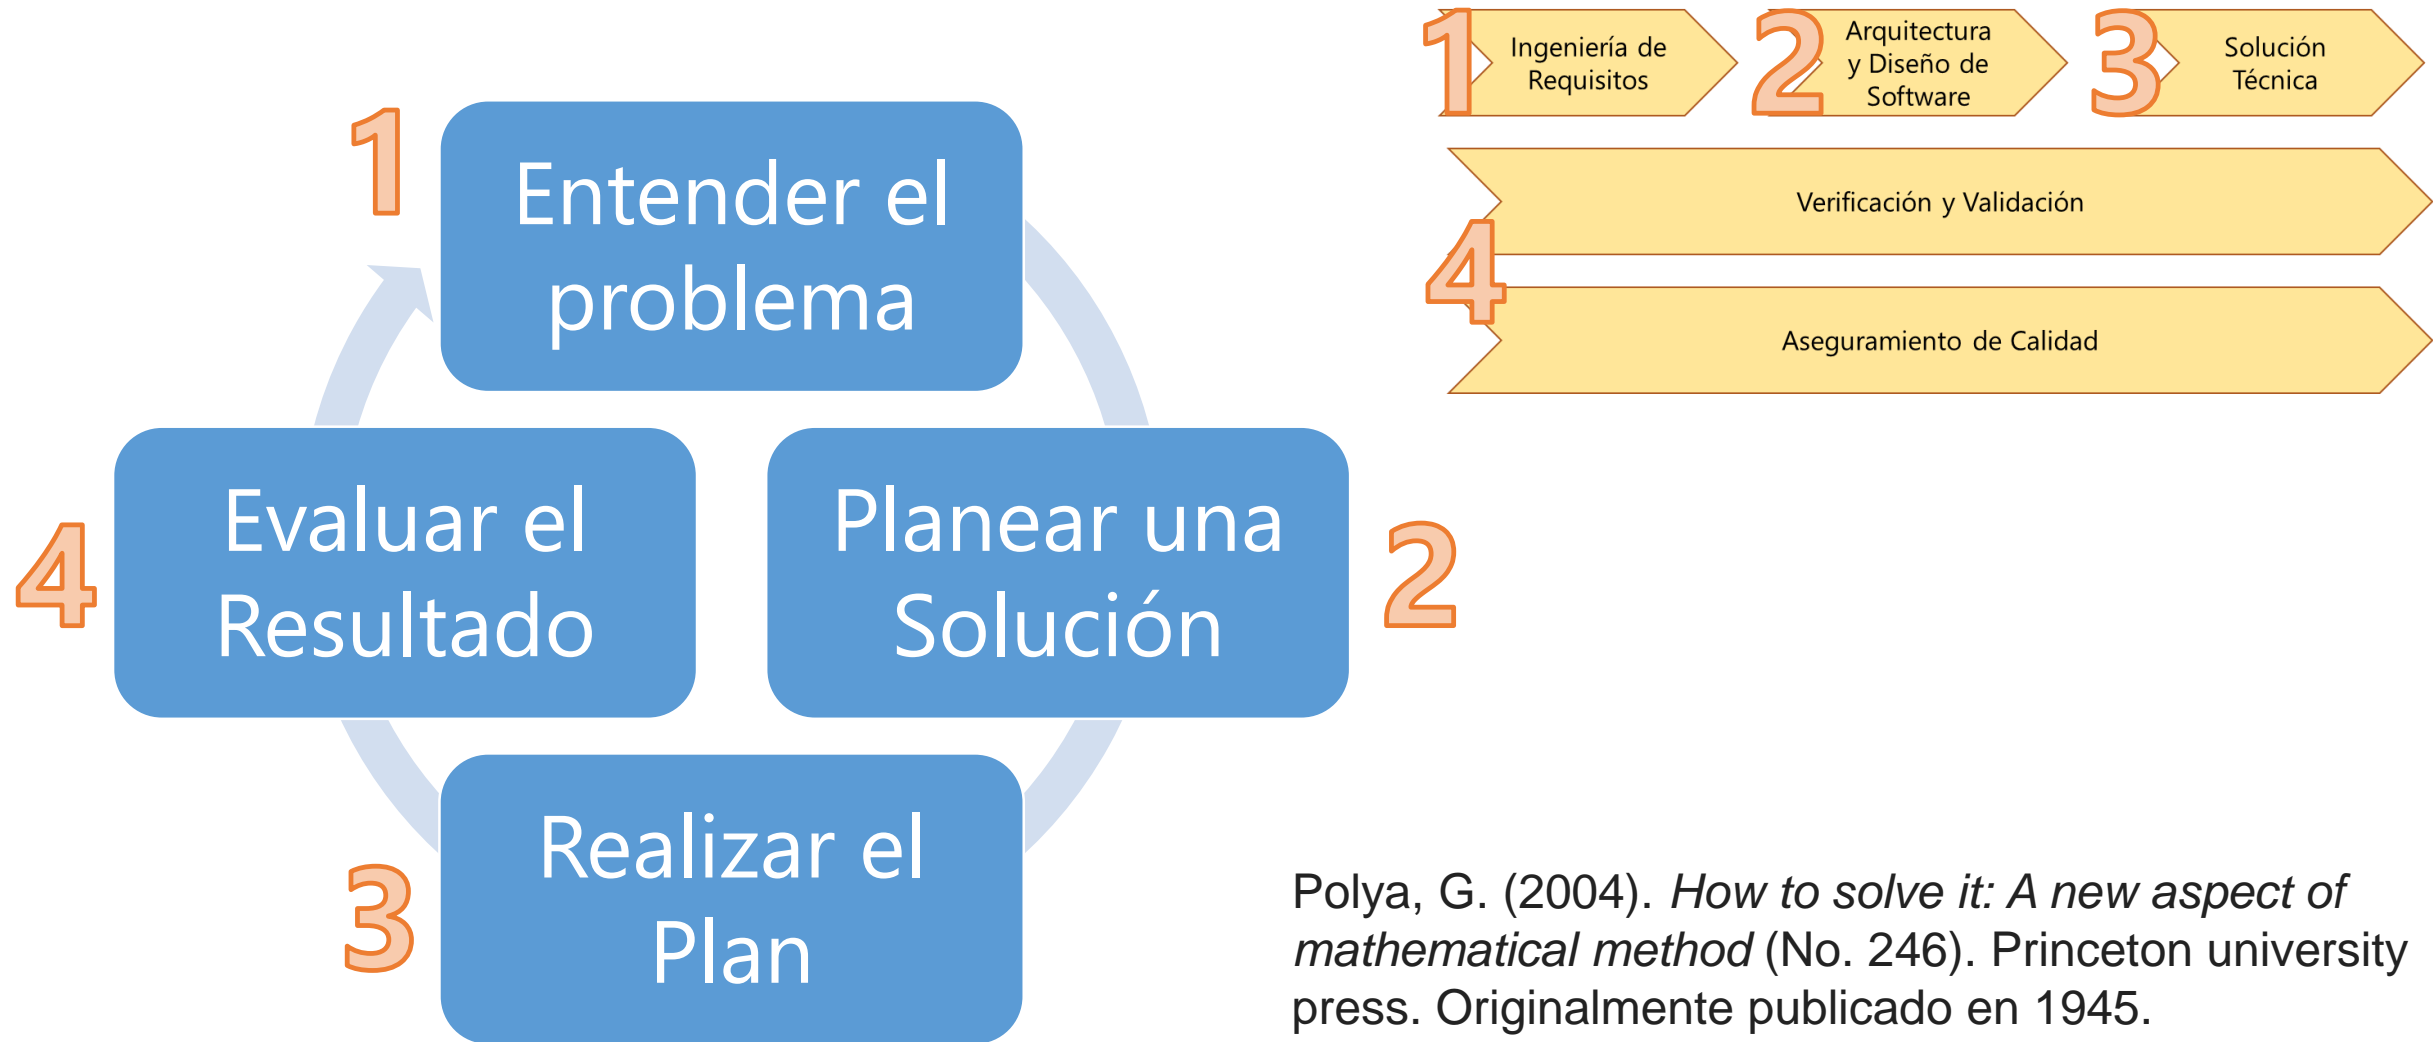 1
Entender el
problema
2
Planear una
Solución
3
Realizar el
Plan
4
Evaluar el
Resultado
1
Ingeniería de
Requisitos
2
Arquitectura
y Diseño de
Software
3
Solución
Técnica
4
Verificación y Validación
Aseguramiento de Calidad
Polya, G. (2004). How to solve it: A new aspect of
mathematical method (No. 246). Princeton university
press. Originalmente publicado en 1945.